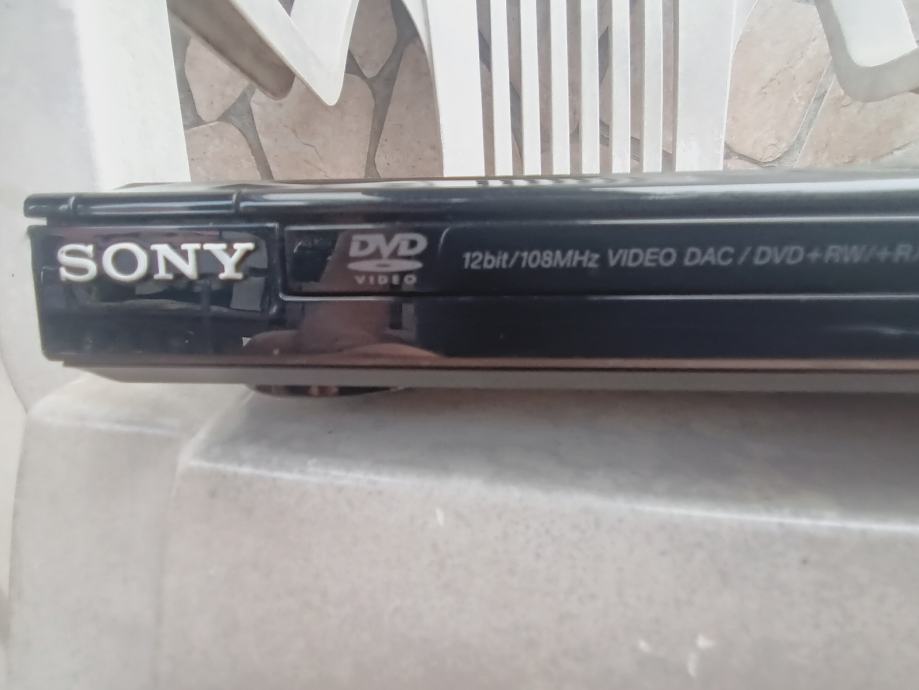 SONY
DVD
VIDEO
12bit/108MHz VIDEO DAC / DVD+RW/+R